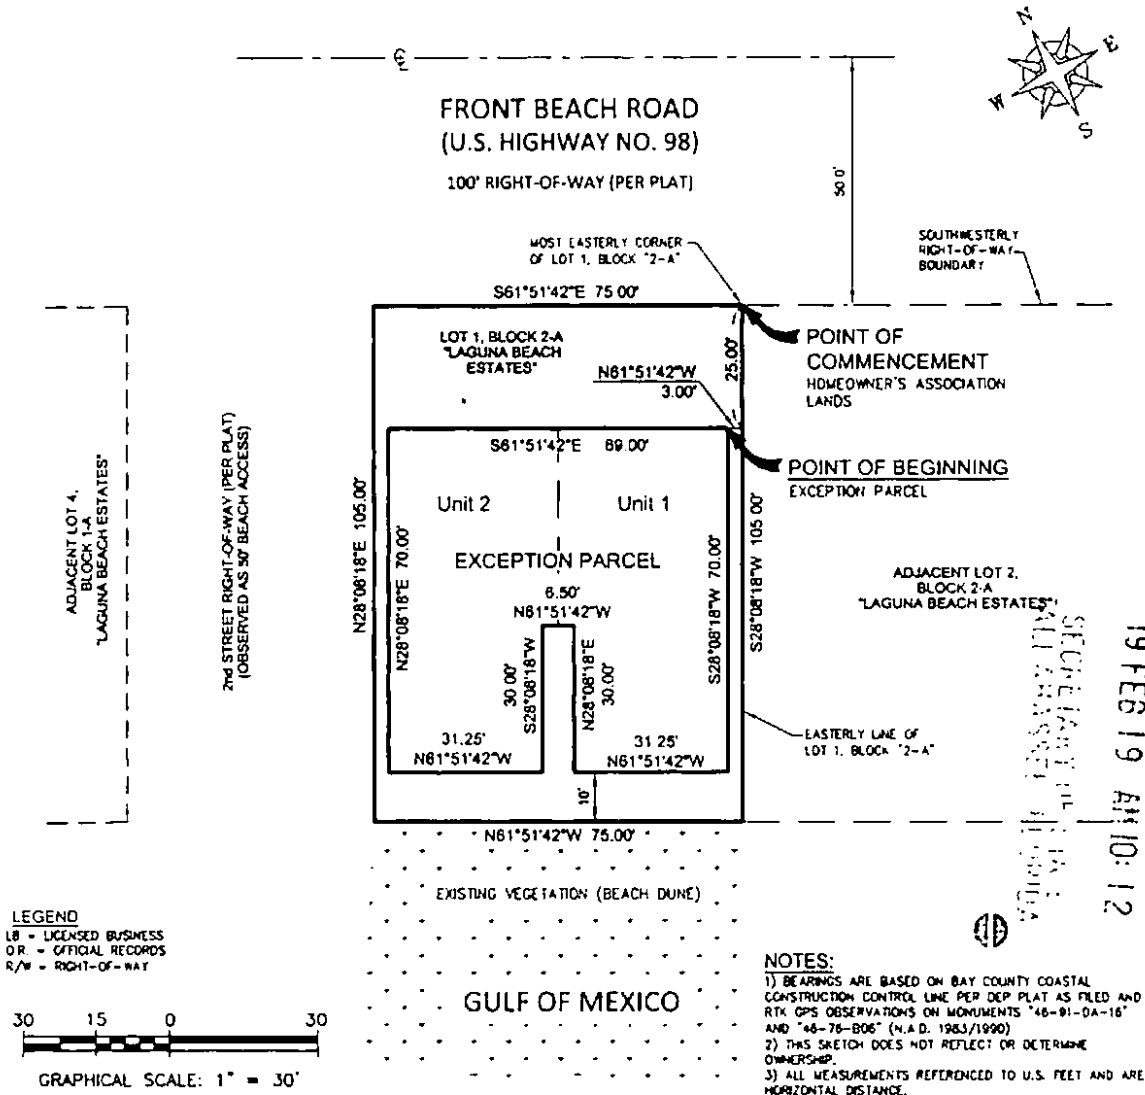 ℄
N
E
W
S
FRONT BEACH ROAD
(U.S. HIGHWAY NO. 98)
100' RIGHT-OF-WAY (PER PLAT)
50 0'
MOST EASTERLY CORNER
OF LOT 1, BLOCK "2-A"
SOUTHWESTERLY
RIGHT-OF-WAY
BOUNDARY
S61°51'42"E 75 00'
LOT 1, BLOCK 2-A
"LAGUNA BEACH
ESTATES"
N61°51'42"W
3.00'
25.00'
POINT OF
COMMENCEMENT
HOMEOWNER'S ASSOCIATION
LANDS
S61°51'42"E 69.00'
POINT OF BEGINNING
EXCEPTION PARCEL
Unit 2
Unit 1
EXCEPTION PARCEL
6.50'
N61°51'42"W
ADJACENT LOT 4,
BLOCK 1-A
"LAGUNA BEACH ESTATES"
2nd STREET RIGHT-OF-WAY (PER PLAT)
(OBSERVED AS 50' BEACH ACCESS)
N28°08'18"E 105.00'
N28°08'18"E 70.00'
30 00'
S28°08'18"W
N28°08'18"E
30.00'
S28°08'18"W 70.00'
S28°08'18"W 105 00'
ADJACENT LOT 2,
BLOCK 2-A
"LAGUNA BEACH ESTATES"
31.25'
N61°51'42"W
31 25'
N61°51'42"W
EASTERLY LINE OF
LOT 1, BLOCK "2-A"
10'
N61°51'42"W 75.00'
EXISTING VEGETATION (BEACH DUNE)
GULF OF MEXICO
19 FEB 19 AM 10: 12
LEGEND
LB = LICENSED BUSINESS
O R. = OFFICIAL RECORDS
R/W = RIGHT-OF-WAY
30 15 0 30
GRAPHICAL SCALE: 1" = 30'
NOTES:
1) BEARINGS ARE BASED ON BAY COUNTY COASTAL
CONSTRUCTION CONTROL LINE PER DEP PLAT AS FILED AND
RTK GPS OBSERVATIONS ON MONUMENTS "46-91-DA-16"
AND "46-76-B06" (N.A D. 1983/1990)
2) THIS SKETCH DOES NOT REFLECT OR DETERMINE
OWNERSHIP.
3) ALL MEASUREMENTS REFERENCED TO U.S. FEET AND ARE
HORIZONTAL DISTANCE.